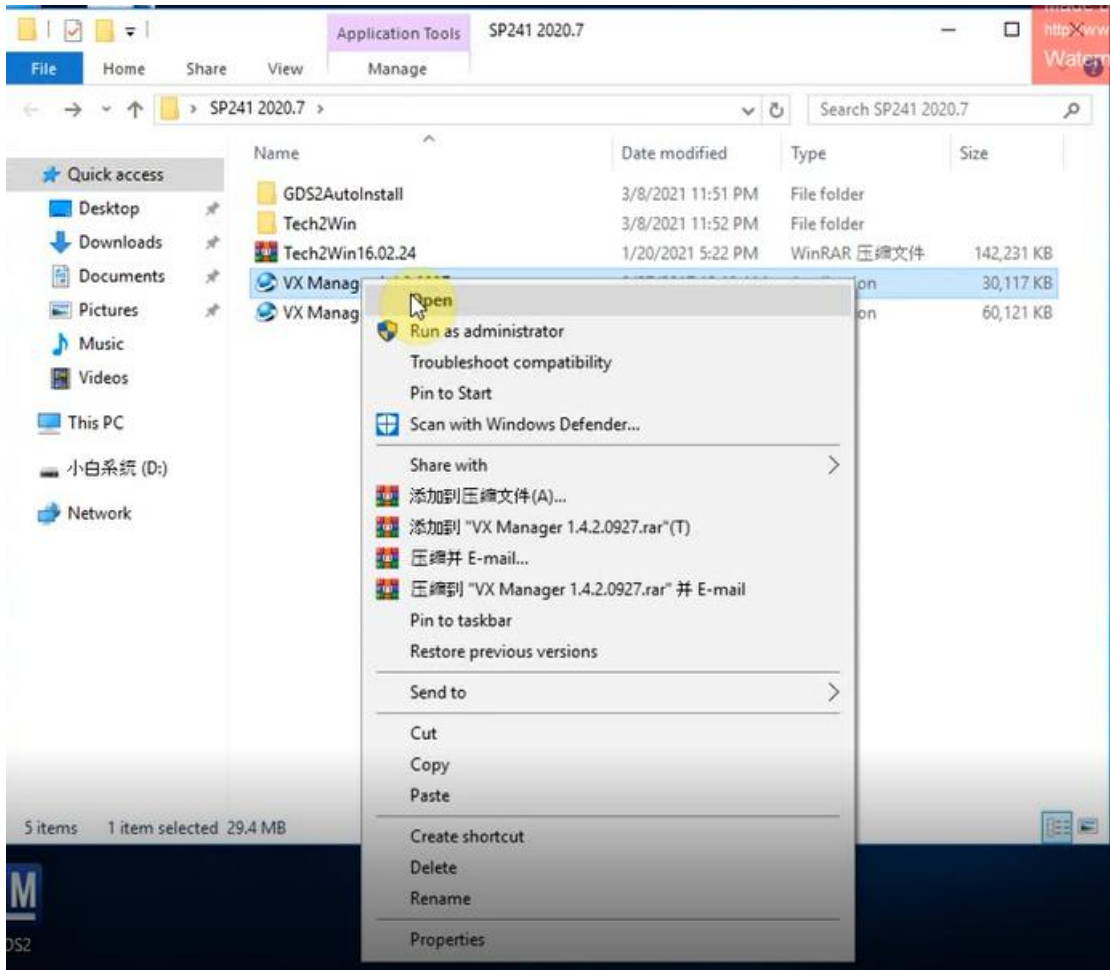 SP241 2020.7
Application Tools
File Home Share View Manage
SP241 2020.7
Search SP241 2020.7
Name Date modified Type Size
Quick access
Desktop
Downloads
Documents
Pictures
Music
Videos
This PC
小白系统 (D:)
Network
GDS2AutoInstall 3/8/2021 11:51 PM File folder
Tech2Win 3/8/2021 11:52 PM File folder
Tech2Win16.02.24 1/20/2021 5:22 PM WinRAR 压缩文件 142,231 KB
VX Manag on 30,117 KB
VX Manag on 60,121 KB
Open
Run as administrator
Troubleshoot compatibility
Pin to Start
Scan with Windows Defender...
Share with
添加到压缩文件(A)...
添加到 "VX Manager 1.4.2.0927.rar"(T)
压缩并 E-mail...
压缩到 "VX Manager 1.4.2.0927.rar" 并 E-mail
Pin to taskbar
Restore previous versions
Send to
Cut
Copy
Paste
Create shortcut
Delete
Rename
Properties
5 items 1 item selected 29.4 MB